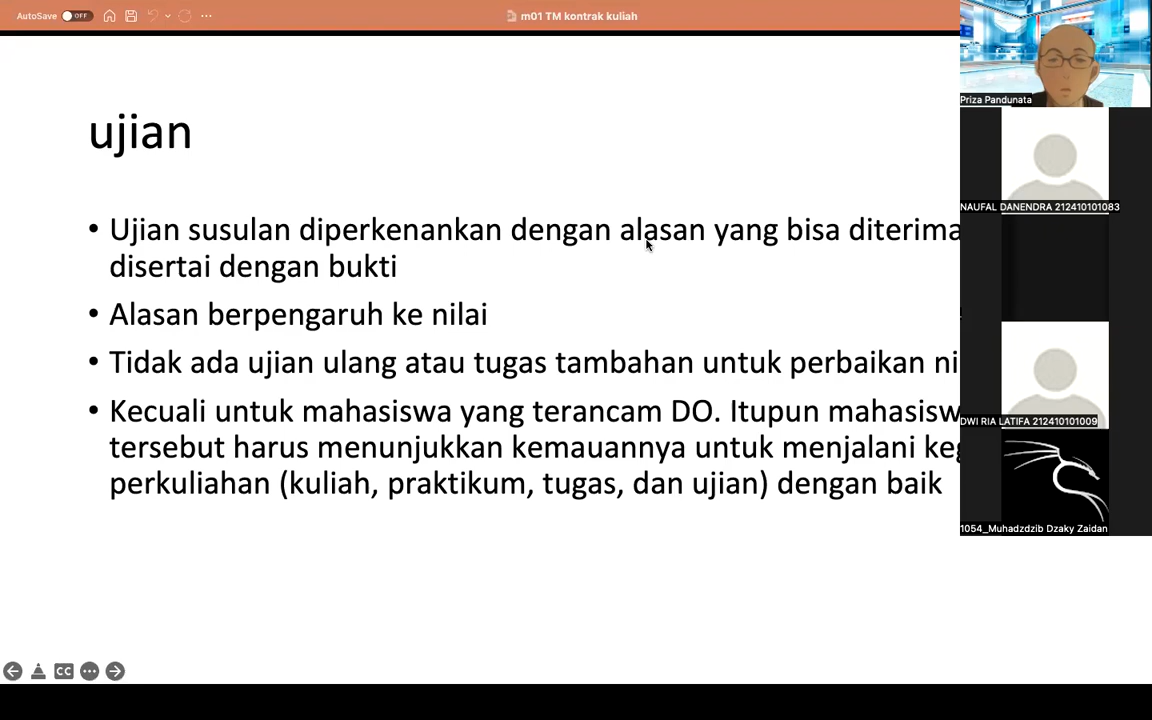 AutoSave OFF
m01 TM kontrak kuliah
ujian
• Ujian susulan diperkenankan dengan alasan yang bisa diterima
disertai dengan bukti
• Alasan berpengaruh ke nilai
• Tidak ada ujian ulang atau tugas tambahan untuk perbaikan ni
• Kecuali untuk mahasiswa yang terancam DO. Itupun mahasisw
tersebut harus menunjukkan kemauannya untuk menjalani keg
perkuliahan (kuliah, praktikum, tugas, dan ujian) dengan baik
CC
Priza Pandunata
NAUFAL DANENDRA 212410101083
DWI RIA LATIFA 212410101009
1054_Muhadzdzib Dzaky Zaidan